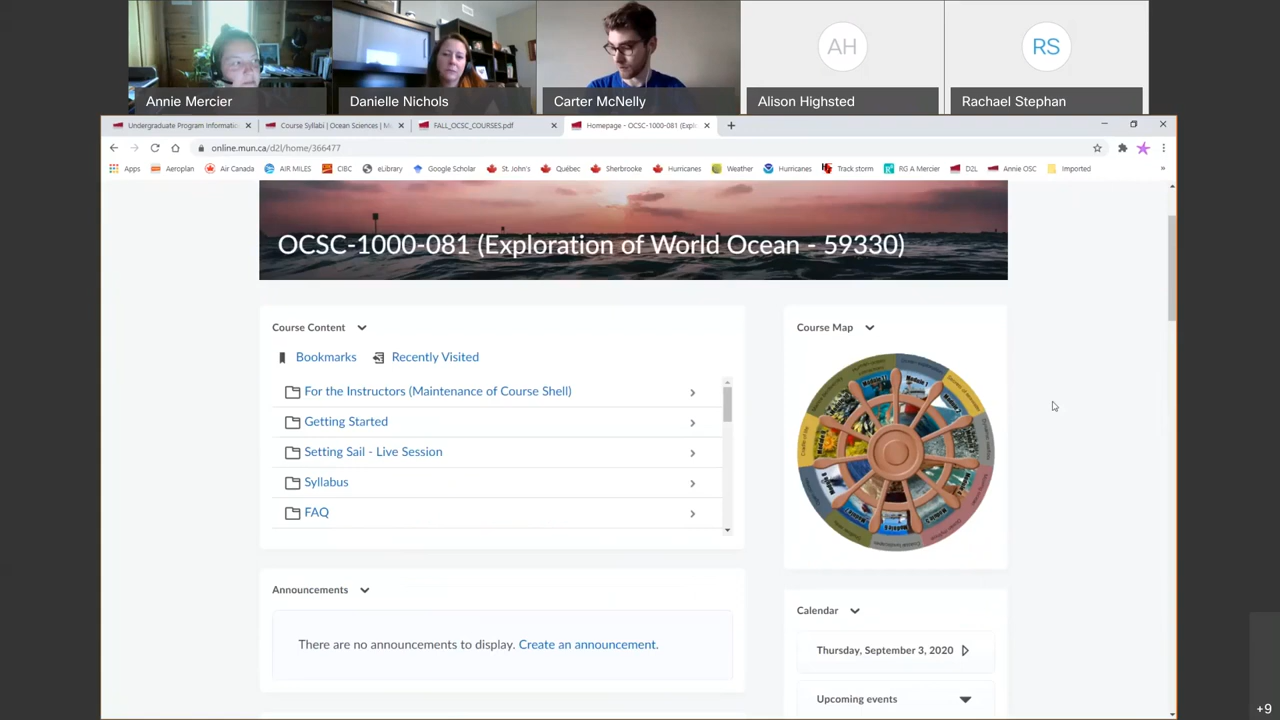 AH
RS
Annie Mercier
Danielle Nichols
Carter McNelly
Alison Highsted
Rachael Stephan
Undergraduate Program Informatic
Course Syllabi | Ocean Sciences | M
FALL_OCSC_COURSES.pdf
Homepage - OCSC-1000-081 (Expl
online.mun.ca/d2l/home/366477
Apps
Aeroplan
Air Canada
AIR MILES
CIBC
eLibrary
Google Scholar
St. John's
Québec
Sherbrooke
Hurricanes
Weather
Hurricanes
Track storm
RG A Mercier
D2L
Annie OSC
Imported
»
OCSC-1000-081 (Exploration of World Ocean - 59330)
Course Content
Bookmarks
Recently Visited
For the Instructors (Maintenance of Course Shell)
Getting Started
Setting Sail - Live Session
Syllabus
FAQ
Course Map
Module 1
Announcements
There are no announcements to display. Create an announcement.
Calendar
Thursday, September 3, 2020
Upcoming events
+9